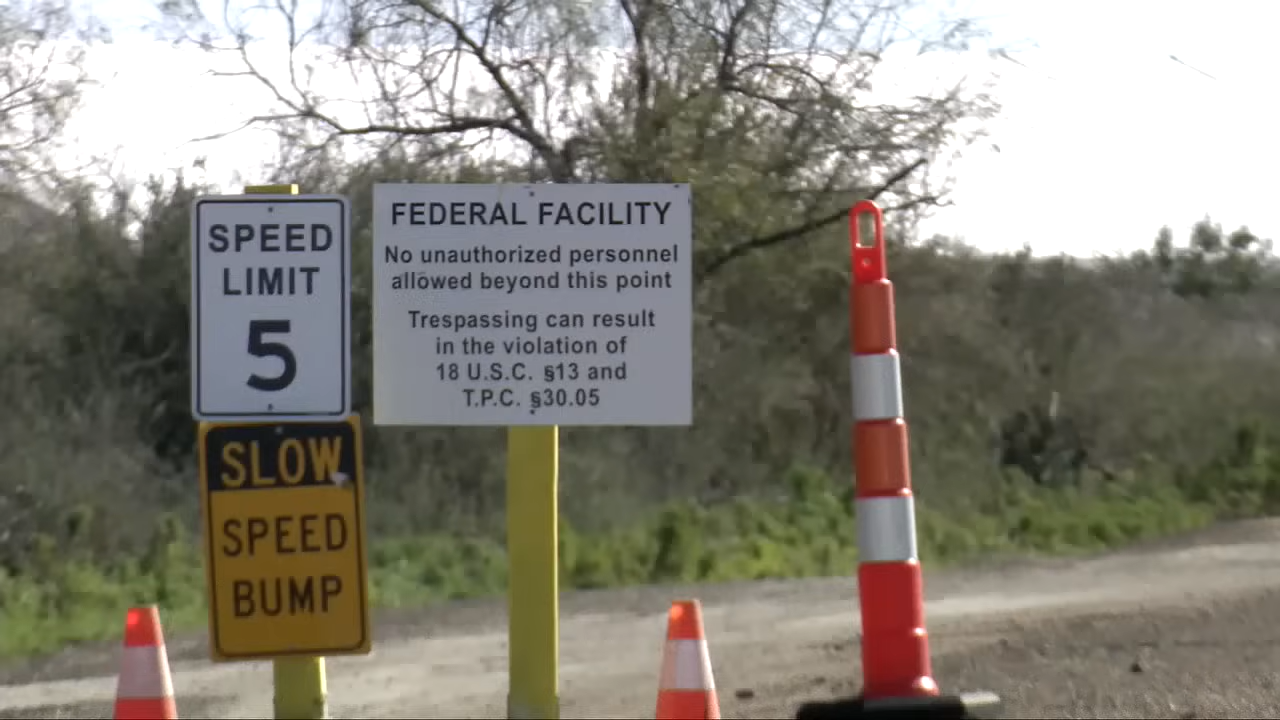 SPEED
LIMIT
5
SLOW
SPEED
BUMP
FEDERAL FACILITY
No unauthorized personnel
allowed beyond this point
Trespassing can result
in the violation of
18 U.S.C. §13 and
T.P.C. §30.05